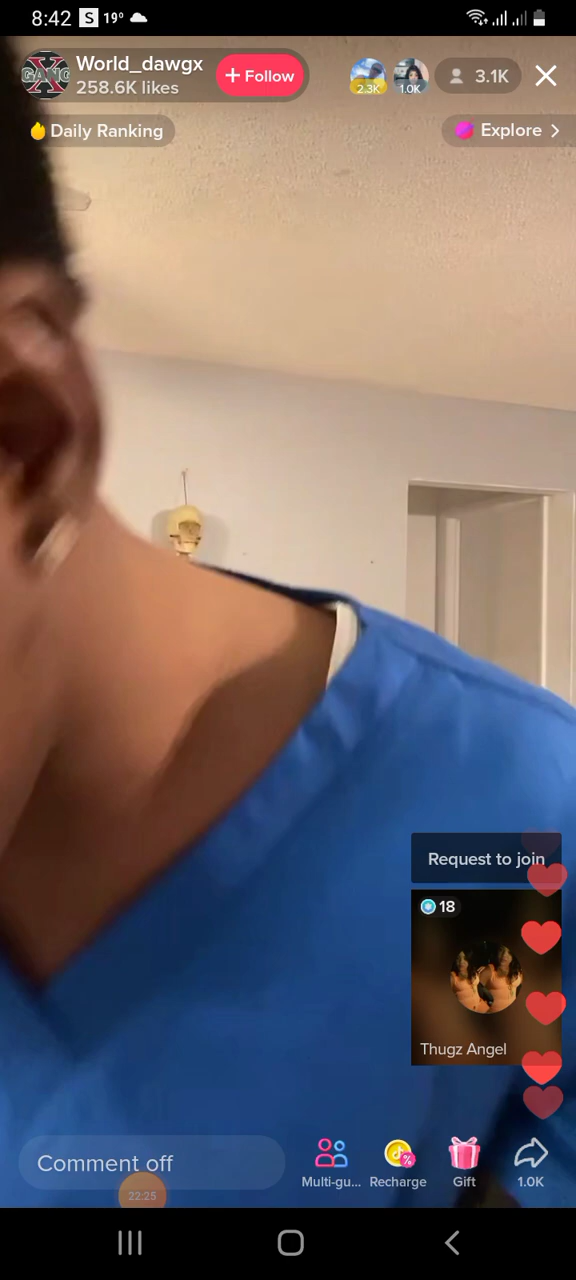 8:42 S 19°
GANG
X
World_dawgx
258.6K likes
+ Follow
2.3K
1.0K
3.1K
Daily Ranking
Explore >
Request to join
18
Thugz Angel
Comment off
22:25
Multi-gu...
Recharge
Gift
1.0K